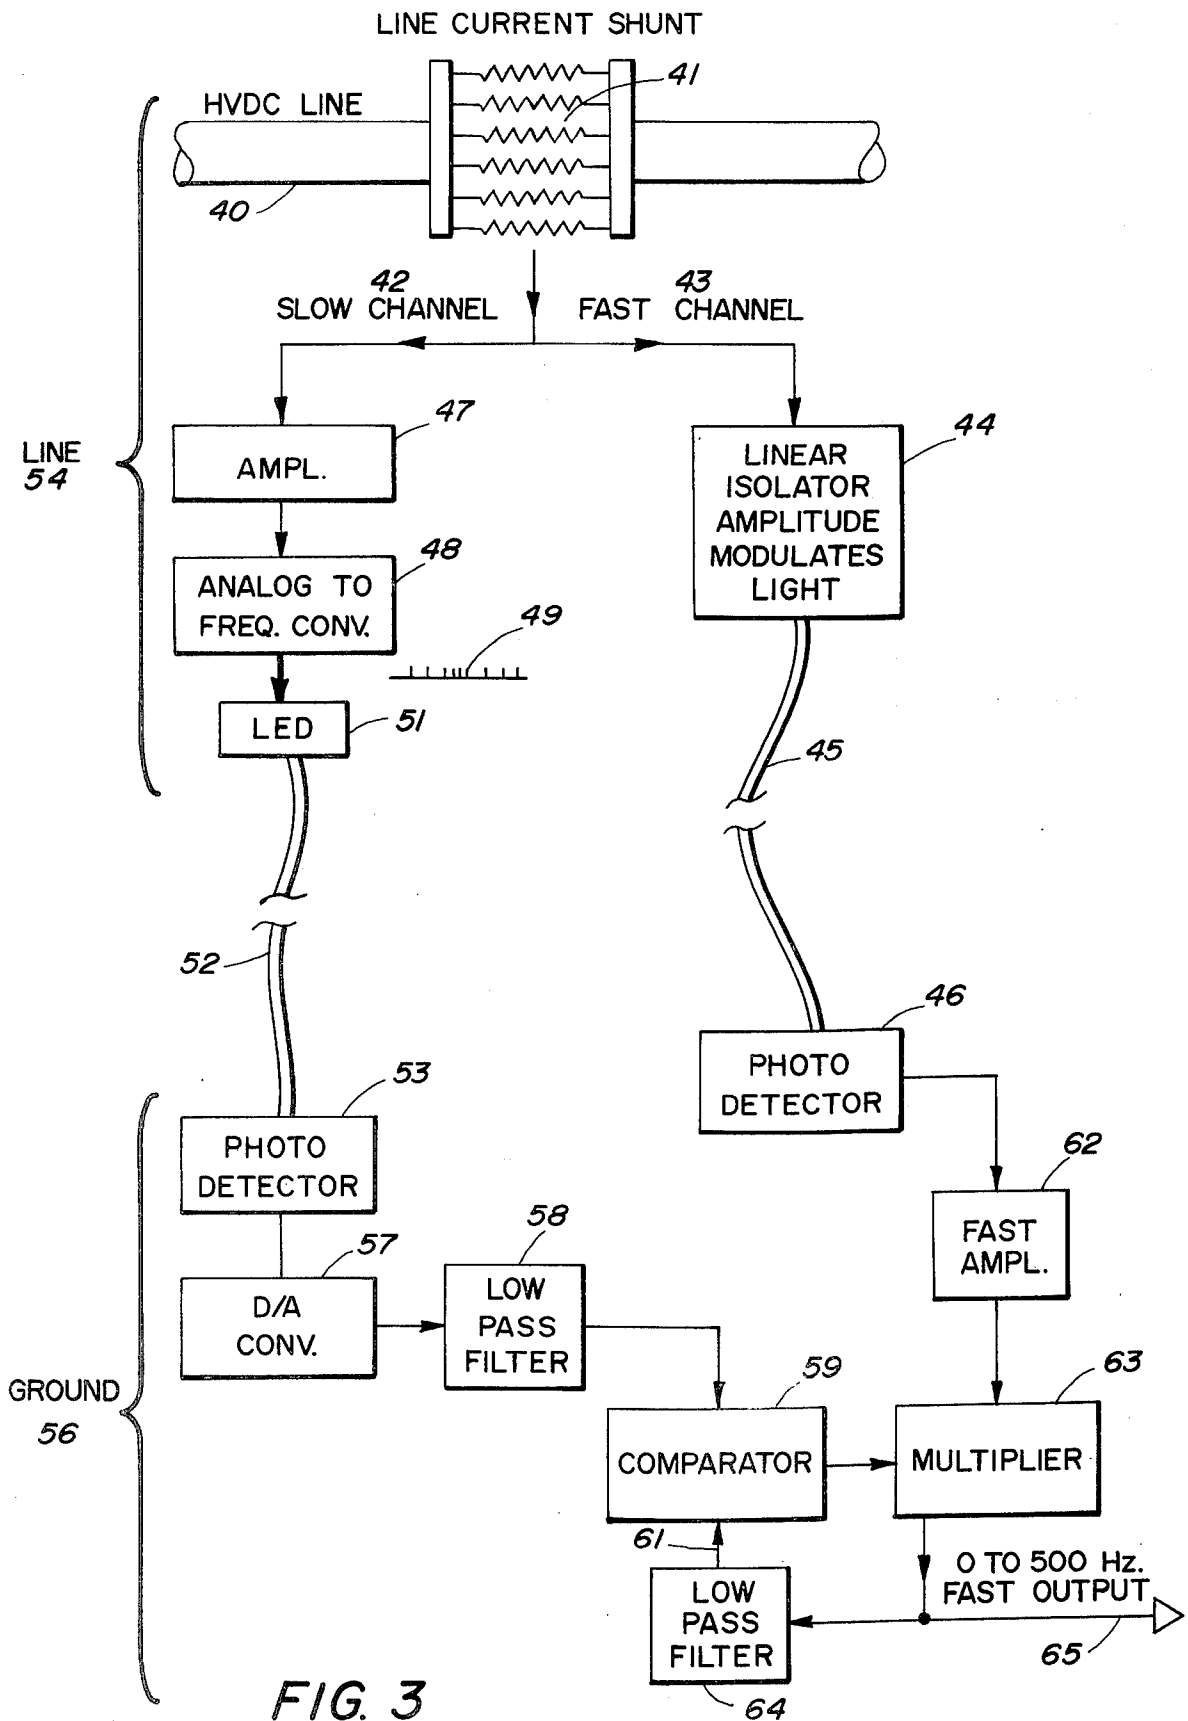 LINE CURRENT SHUNT
41
HVDC LINE
40
42
SLOW CHANNEL
43
FAST CHANNEL
LINE
54
47
AMPL.
44
LINEAR
ISOLATOR
AMPLITUDE
MODULATES
LIGHT
48
ANALOG TO
FREQ. CONV.
49
LED
51
45
52
46
PHOTO
DETECTOR
53
PHOTO
DETECTOR
62
FAST
AMPL.
57
D/A
CONV.
58
LOW
PASS
FILTER
GROUND
56
59
COMPARATOR
63
MULTIPLIER
61
0 TO 500 Hz.
FAST OUTPUT
65
LOW
PASS
FILTER
64
FIG. 3